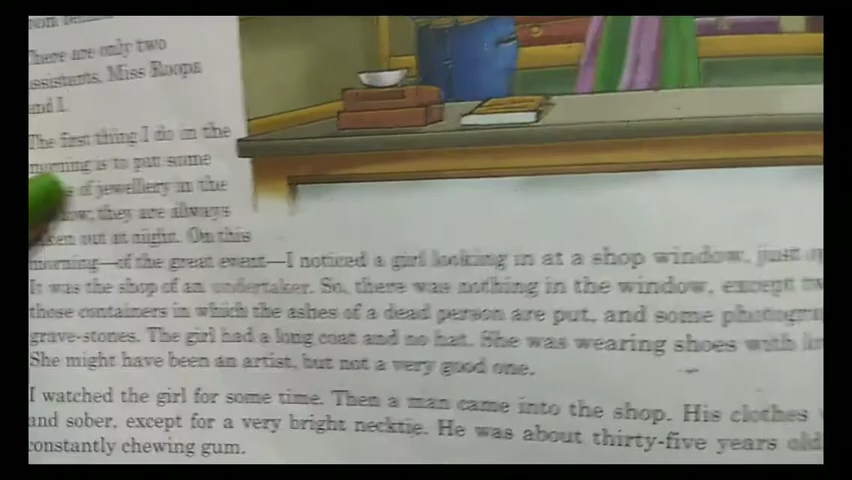 There are only two
assistants, Miss Roopa
and I.
The first thing I do in the
morning is to put some
of jewellery in the
they are always
taken out at night. On this
morning—of the great event—I noticed a girl looking in at a shop window, just
It was the shop of an undertaker. So, there was nothing in the window, except
those containers in which the ashes of a dead person are put, and some
grave-stones. The girl had a long coat and no hat. She was wearing shoes with
She might have been an artist, but not a very good one.
I watched the girl for some time. Then a man came into the shop. His clothes
and sober, except for a very bright necktie. He was about thirty-five years old
constantly chewing gum.